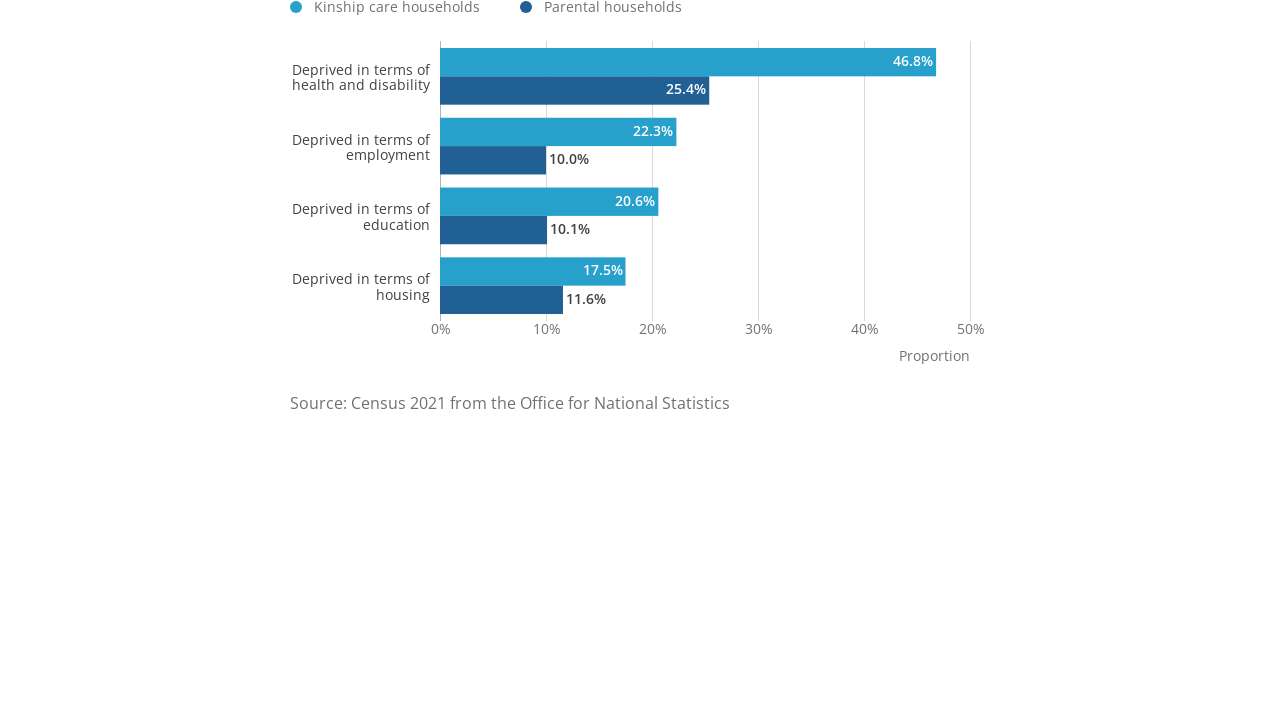 Kinship care households
Parental households
Deprived in terms of
health and disability
46.8%
25.4%
Deprived in terms of
employment
22.3%
10.0%
Deprived in terms of
education
20.6%
10.1%
Deprived in terms of
housing
17.5%
11.6%
0%
10%
20%
30%
40%
50%
Proportion
Source: Census 2021 from the Office for National Statistics